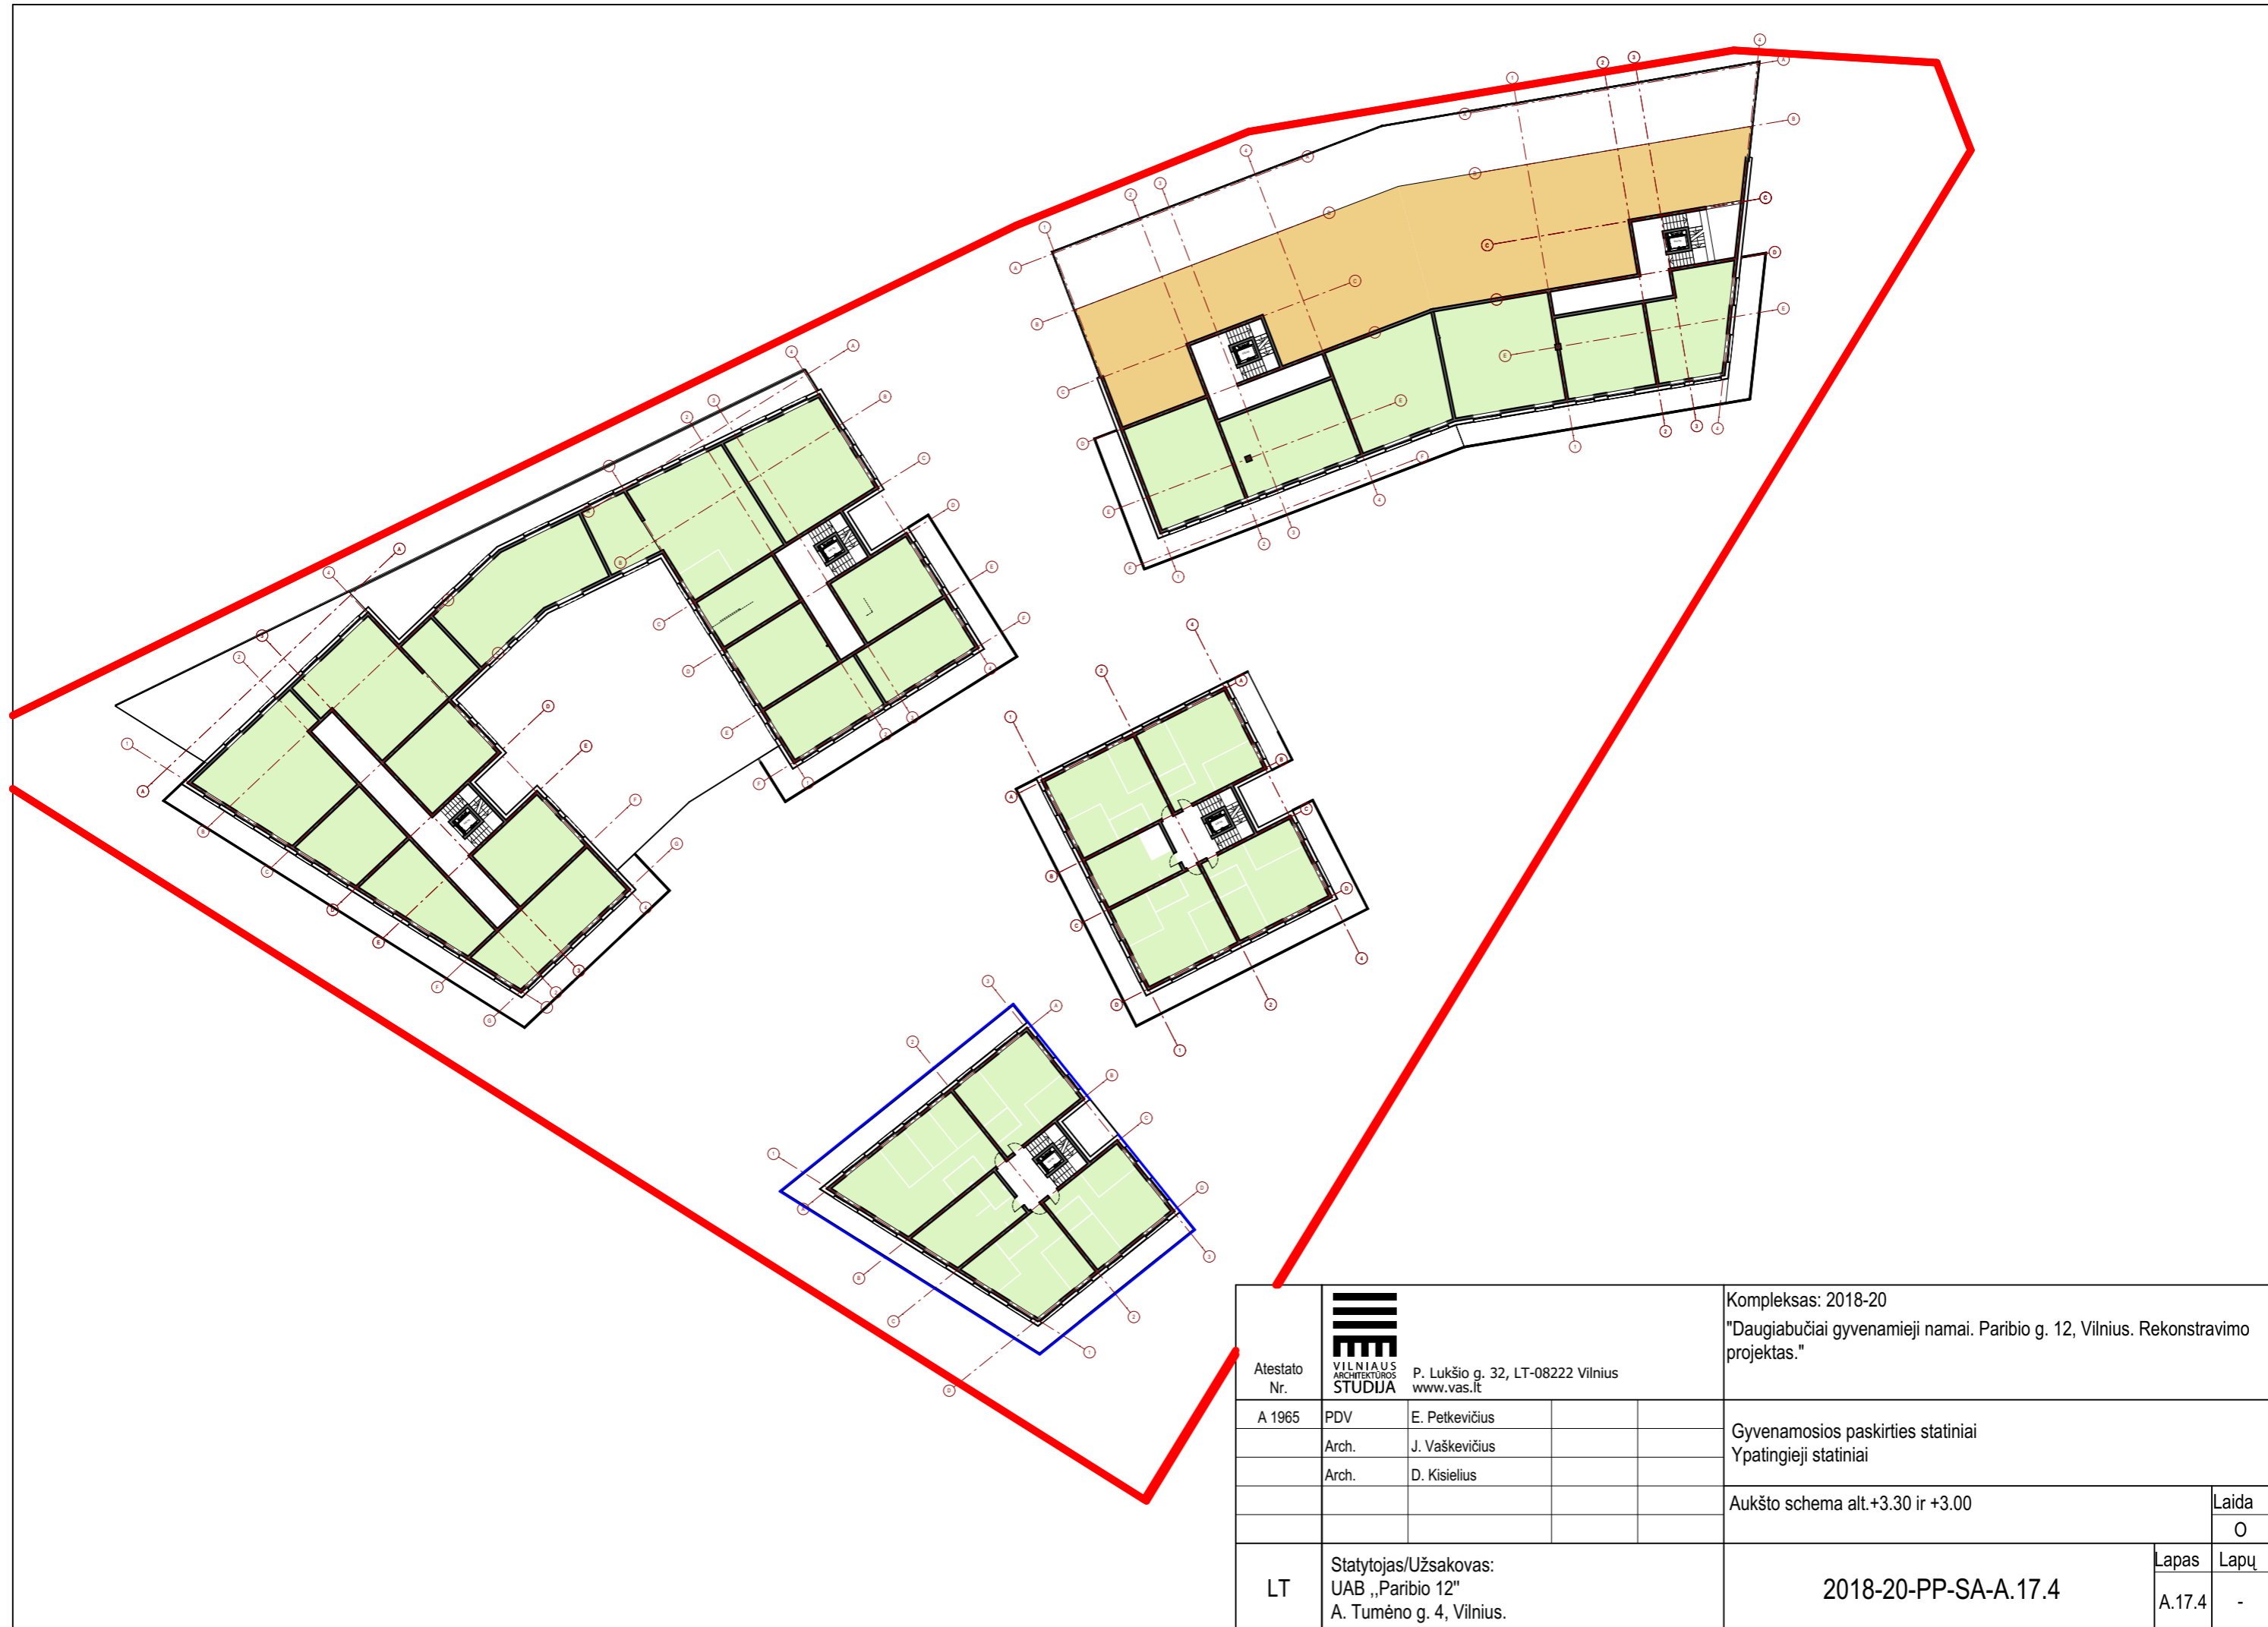 Atestato
Nr.
VILNIAUS
ARCHITEKTŪROS
STUDIJA
P. Lukšio g. 32, LT-08222 Vilnius
www.vas.lt
Kompleksas: 2018-20
"Daugiabučiai gyvenamieji namai. Paribio g. 12, Vilnius. Rekonstravimo
projektas."
A 1965 PDV E. Petkevičius
Arch. J. Vaškevičius
Arch. D. Kisielius
Gyvenamosios paskirties statiniai
Ypatingieji statiniai
Aukšto schema alt.+3.30 ir +3.00
Laida
O
LT
Statytojas/Užsakovas:
UAB ,,Paribio 12"
A. Tumėno g. 4, Vilnius.
2018-20-PP-SA-A.17.4
Lapas Lapų
A.17.4 -